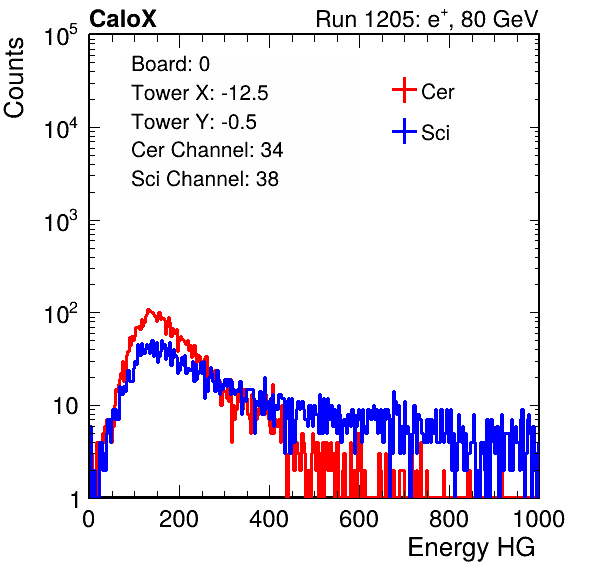 CaloX Run 1205: e⁺, 80 GeV
10⁵
Counts
Board: 0
Tower X: -12.5
Tower Y: -0.5
Cer Channel: 34
Sci Channel: 38
Cer
Sci
10⁴
10³
10²
10
1
0 200 400 600 800 1000
Energy HG